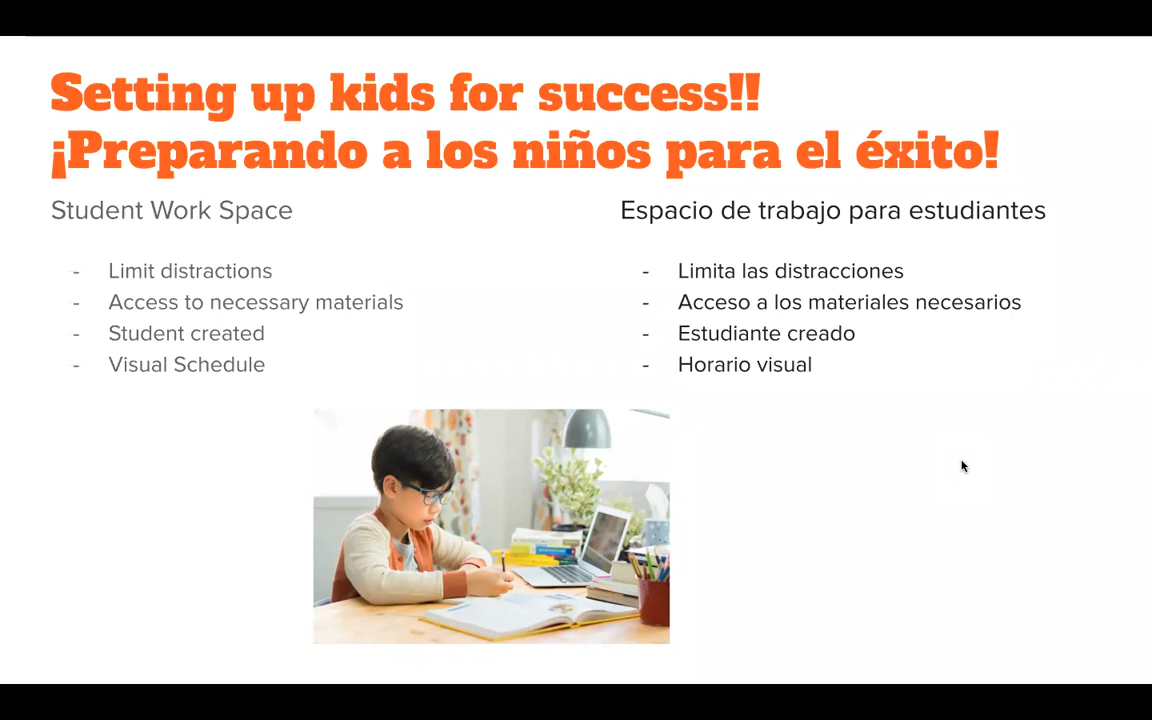 Setting up kids for success!!
¡Preparando a los niños para el éxito!
Student Work Space
- Limit distractions
- Access to necessary materials
- Student created
- Visual Schedule
Espacio de trabajo para estudiantes
- Limita las distracciones
- Acceso a los materiales necesarios
- Estudiante creado
- Horario visual